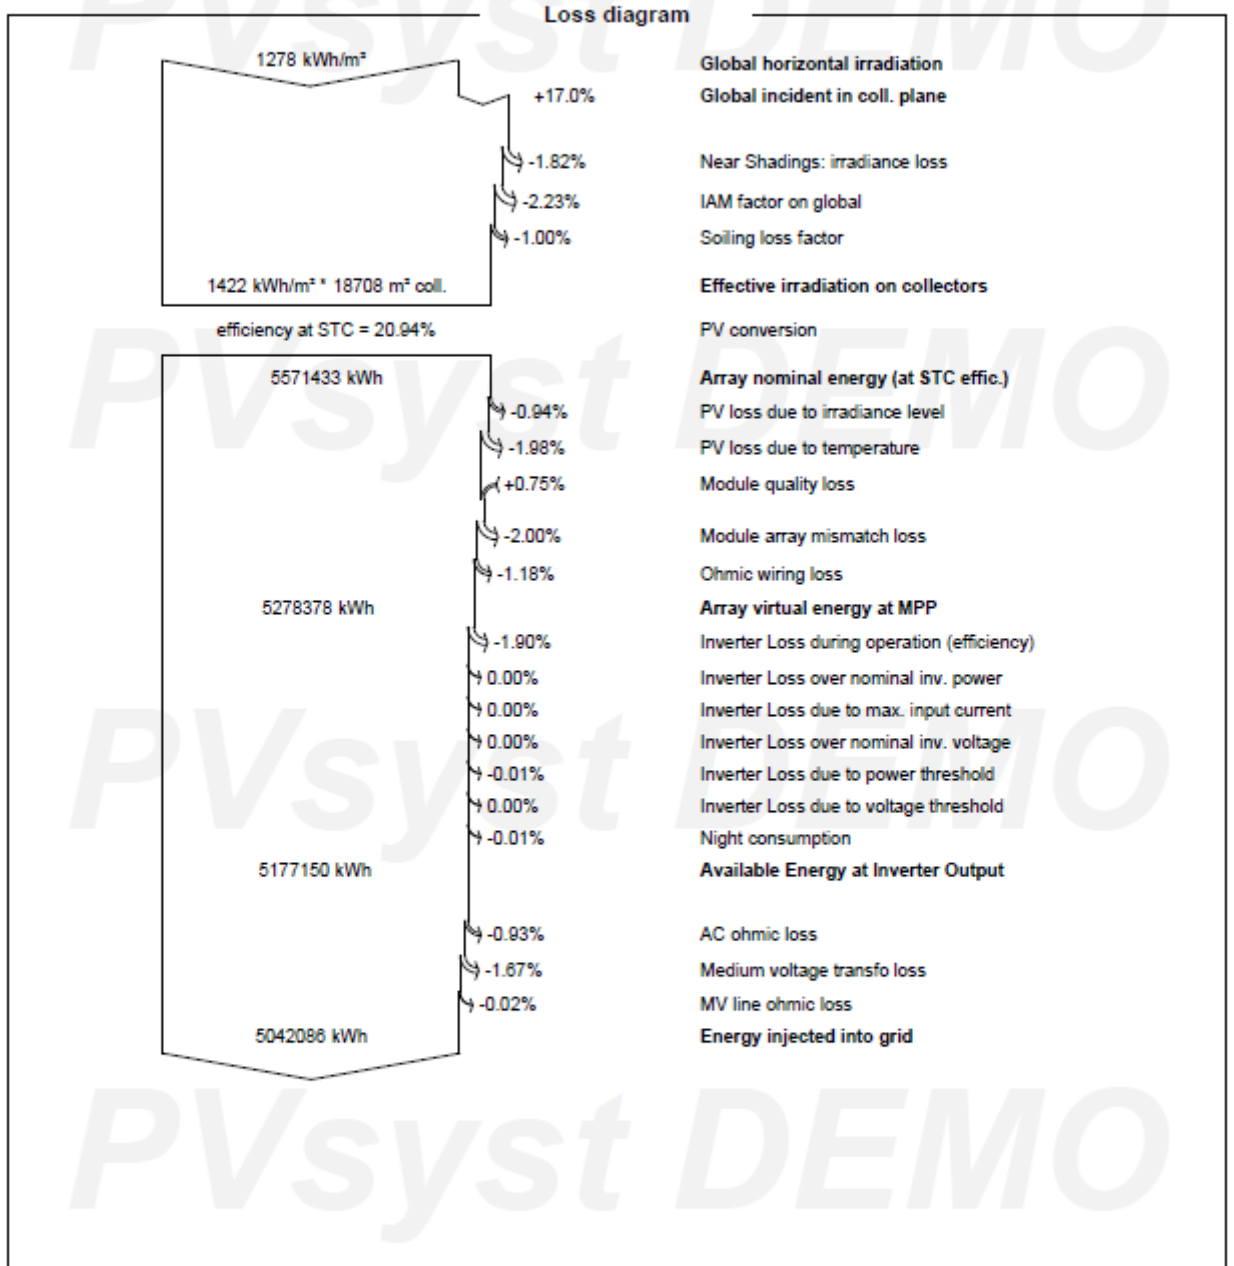 Loss diagram
1278 kWh/m² Global horizontal irradiation
+17.0% Global incident in coll. plane
-1.82% Near Shadings: irradiance loss
-2.23% IAM factor on global
-1.00% Soiling loss factor
1422 kWh/m² * 18708 m² coll. Effective irradiation on collectors
efficiency at STC = 20.94% PV conversion
5571433 kWh Array nominal energy (at STC effic.)
-0.94% PV loss due to irradiance level
-1.98% PV loss due to temperature
+0.75% Module quality loss
-2.00% Module array mismatch loss
-1.18% Ohmic wiring loss
5278378 kWh Array virtual energy at MPP
-1.90% Inverter Loss during operation (efficiency)
0.00% Inverter Loss over nominal inv. power
0.00% Inverter Loss due to max. input current
0.00% Inverter Loss over nominal inv. voltage
-0.01% Inverter Loss due to power threshold
0.00% Inverter Loss due to voltage threshold
-0.01% Night consumption
5177150 kWh Available Energy at Inverter Output
-0.93% AC ohmic loss
-1.67% Medium voltage transfo loss
-0.02% MV line ohmic loss
5042086 kWh Energy injected into grid
PVsyst DEMO
PVsyst DEMO
PVsyst DEMO
PVsyst DEMO